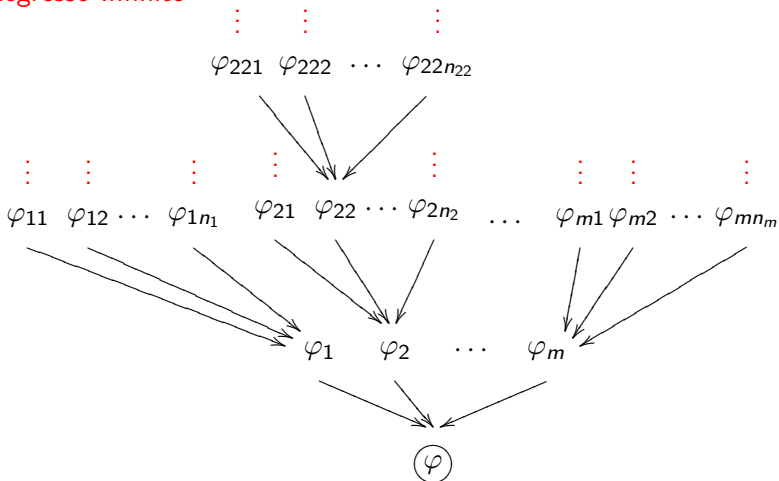 ⋮ ⋮ ⋮
φ221 φ222 ⋯ φ22n22
⋮ ⋮ ⋮ ⋮ ⋮ ⋮ ⋮ ⋮
φ11 φ12 ⋯ φ1n1 φ21 φ22 ⋯ φ2n2 ⋯ φm1 φm2 ⋯ φmnm
φ1 φ2 ⋯ φm
φ